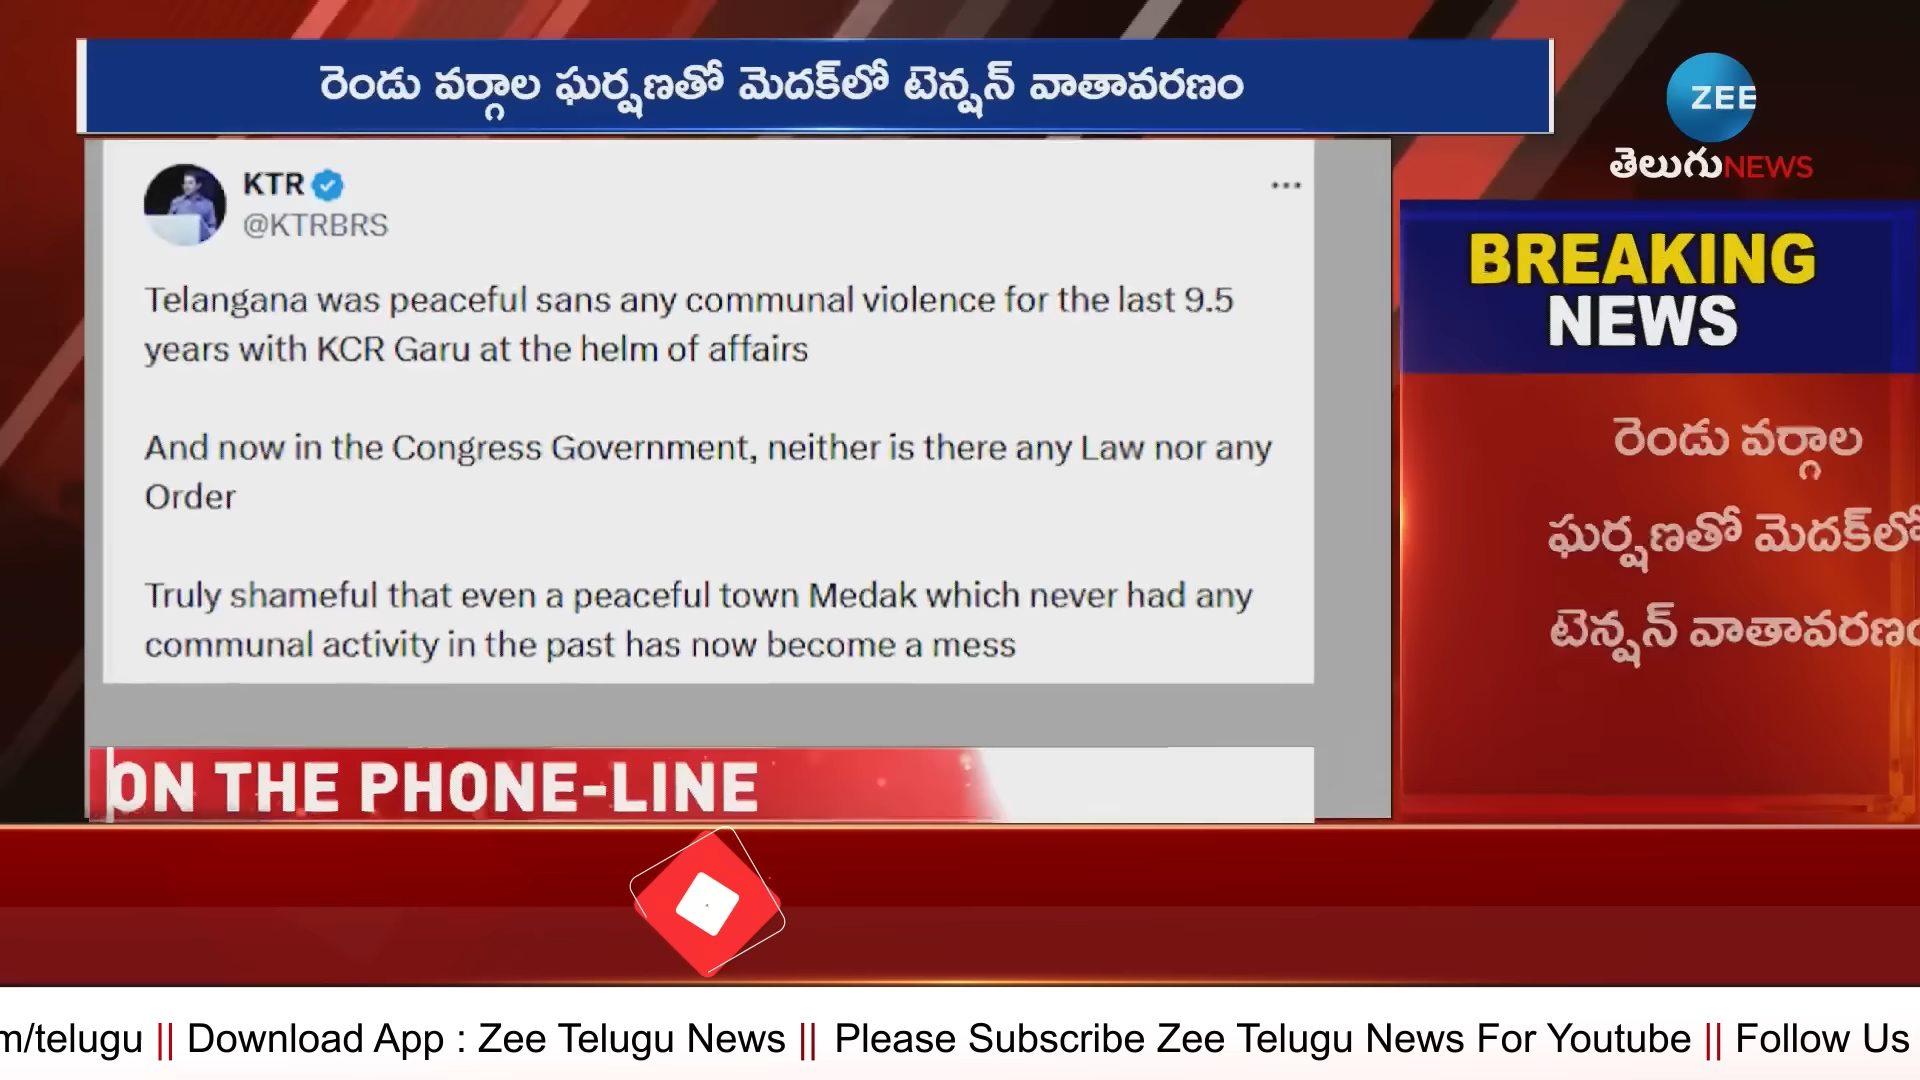 రెండు వర్గాల ఘర్షణతో మెదక్‌లో టెన్షన్ వాతావరణం
ZEE
తెలుగు NEWS
KTR
@KTRBRS
Telangana was peaceful sans any communal violence for the last 9.5
years with KCR Garu at the helm of affairs
And now in the Congress Government, neither is there any Law nor any
Order
Truly shameful that even a peaceful town Medak which never had any
communal activity in the past has now become a mess
BREAKING
NEWS
రెండు వర్గాల
ఘర్షణతో మెదక్‌లో
టెన్షన్ వాతావరణం
ON THE PHONE-LINE
m/telugu || Download App : Zee Telugu News || Please Subscribe Zee Telugu News For Youtube || Follow Us